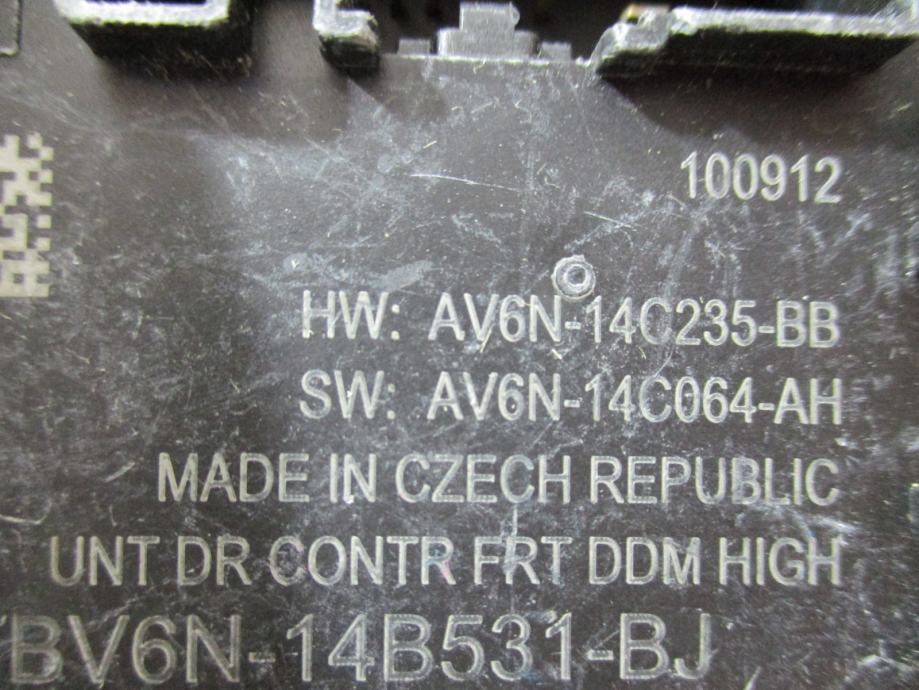 100912
HW: AV6N-14C235-BB
SW: AV6N-14C064-AH
MADE IN CZECH REPUBLIC
UNT DR CONTR FRT DDM HIGH
BV6N-14B531-BJ